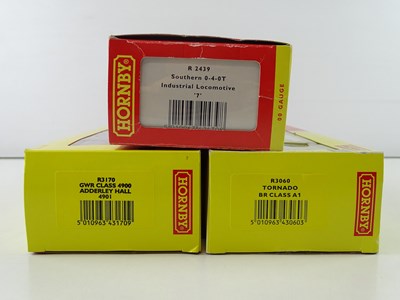 HORNBY
R 2439
Southern 0-4-0T
Industrial Locomotive
'7'
00 GAUGE
R3170
GWR CLASS 4900
ADDERLEY HALL
4901
5 010963 431709
HORNBY
R3060
TORNADO
BR CLASS A1
5 010963 430603
HORNBY